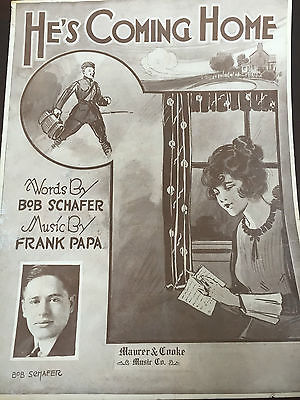 HE'S COMING HOME
Words By
BOB SCHAFER
Music By
FRANK PAPA.
Maurer & Cooke
Music Co.
BOB SCHAFER